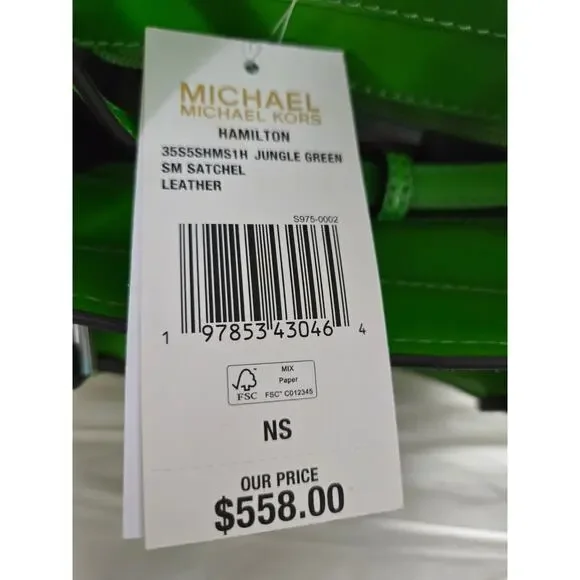 MICHAEL
MICHAEL KORS
HAMILTON
35S5SHMS1H JUNGLE GREEN
SM SATCHEL
LEATHER
S975-0002
1 97853 43046 4
FSC
MIX
Paper
FSC® C012345
NS
OUR PRICE
$558.00